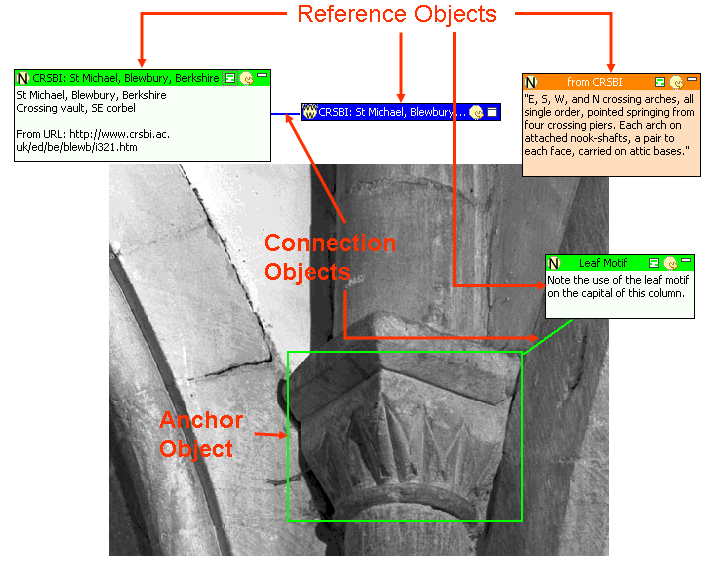 Reference Objects
CRSBI: St Michael, Blewbury, Berkshire
St Michael, Blewbury, Berkshire
Crossing vault, SE corbel
From URL: http://www.crsbi.ac.
uk/ed/be/blewb/i321.htm
CRSBI: St Michael, Blewbury...
from CRSBI
"E, S, W, and N crossing arches, all
single order, pointed springing from
four crossing piers. Each arch on
attached nook-shafts, a pair to
each face, carried on attic bases."
Connection
Objects
Leaf Motif
Note the use of the leaf motif
on the capital of this column.
Anchor
Object